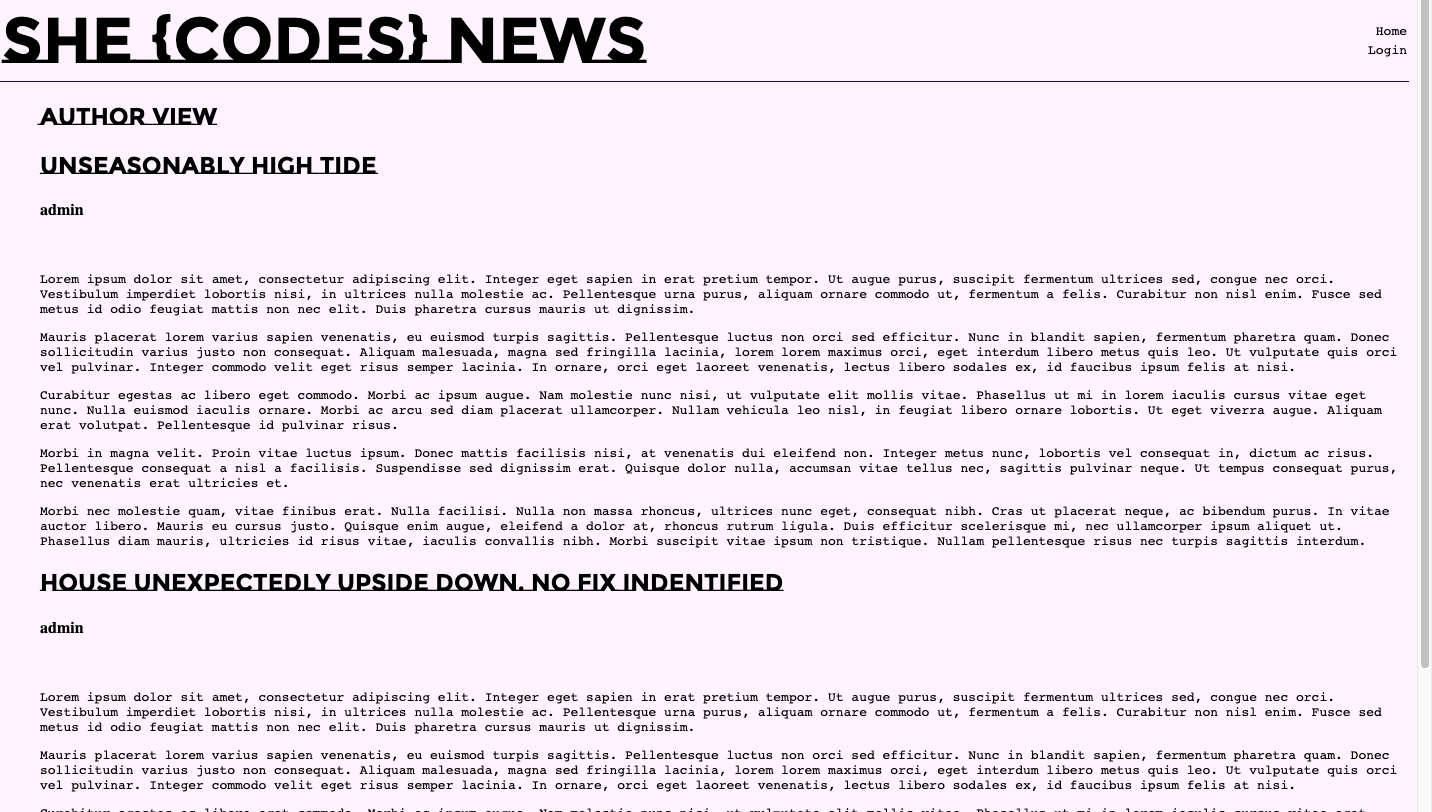 SHE {CODES} NEWS
Home
Login
AUTHOR VIEW
UNSEASONABLY HIGH TIDE
admin
Lorem ipsum dolor sit amet, consectetur adipiscing elit. Integer eget sapien in erat pretium tempor. Ut augue purus, suscipit fermentum ultrices sed, congue nec orci.
Vestibulum imperdiet lobortis nisi, in ultrices nulla molestie ac. Pellentesque urna purus, aliquam ornare commodo ut, fermentum a felis. Curabitur non nisl enim. Fusce sed
metus id odio feugiat mattis non nec elit. Duis pharetra cursus mauris ut dignissim.
Mauris placerat lorem varius sapien venenatis, eu euismod turpis sagittis. Pellentesque luctus non orci sed efficitur. Nunc in blandit sapien, fermentum pharetra quam. Donec
sollicitudin varius justo non consequat. Aliquam malesuada, magna sed fringilla lacinia, lorem lorem maximus orci, eget interdum libero metus quis leo. Ut vulputate quis orci
vel pulvinar. Integer commodo velit eget risus semper lacinia. In ornare, orci eget laoreet venenatis, lectus libero sodales ex, id faucibus ipsum felis at nisi.
Curabitur egestas ac libero eget commodo. Morbi ac ipsum augue. Nam molestie nunc nisi, ut vulputate elit mollis vitae. Phasellus ut mi in lorem iaculis cursus vitae eget
nunc. Nulla euismod iaculis ornare. Morbi ac arcu sed diam placerat ullamcorper. Nullam vehicula leo nisl, in feugiat libero ornare lobortis. Ut eget viverra augue. Aliquam
erat volutpat. Pellentesque id pulvinar risus.
Morbi in magna velit. Proin vitae luctus ipsum. Donec mattis facilisis nisi, at venenatis dui eleifend non. Integer metus nunc, lobortis vel consequat in, dictum ac risus.
Pellentesque consequat a nisl a facilisis. Suspendisse sed dignissim erat. Quisque dolor nulla, accumsan vitae tellus nec, sagittis pulvinar neque. Ut tempus consequat purus,
nec venenatis erat ultricies et.
Morbi nec molestie quam, vitae finibus erat. Nulla facilisi. Nulla non massa rhoncus, ultrices nunc eget, consequat nibh. Cras ut placerat neque, ac bibendum purus. In vitae
auctor libero. Mauris eu cursus justo. Quisque enim augue, eleifend a dolor at, rhoncus rutrum ligula. Duis efficitur scelerisque mi, nec ullamcorper ipsum aliquet ut.
Phasellus diam mauris, ultricies id risus vitae, iaculis convallis nibh. Morbi suscipit vitae ipsum non tristique. Nullam pellentesque risus nec turpis sagittis interdum.
HOUSE UNEXPECTEDLY UPSIDE DOWN. NO FIX INDENTIFIED
admin
Lorem ipsum dolor sit amet, consectetur adipiscing elit. Integer eget sapien in erat pretium tempor. Ut augue purus, suscipit fermentum ultrices sed, congue nec orci.
Vestibulum imperdiet lobortis nisi, in ultrices nulla molestie ac. Pellentesque urna purus, aliquam ornare commodo ut, fermentum a felis. Curabitur non nisl enim. Fusce sed
metus id odio feugiat mattis non nec elit. Duis pharetra cursus mauris ut dignissim.
Mauris placerat lorem varius sapien venenatis, eu euismod turpis sagittis. Pellentesque luctus non orci sed efficitur. Nunc in blandit sapien, fermentum pharetra quam. Donec
sollicitudin varius justo non consequat. Aliquam malesuada, magna sed fringilla lacinia, lorem lorem maximus orci, eget interdum libero metus quis leo. Ut vulputate quis orci
vel pulvinar. Integer commodo velit eget risus semper lacinia. In ornare, orci eget laoreet venenatis, lectus libero sodales ex, id faucibus ipsum felis at nisi.